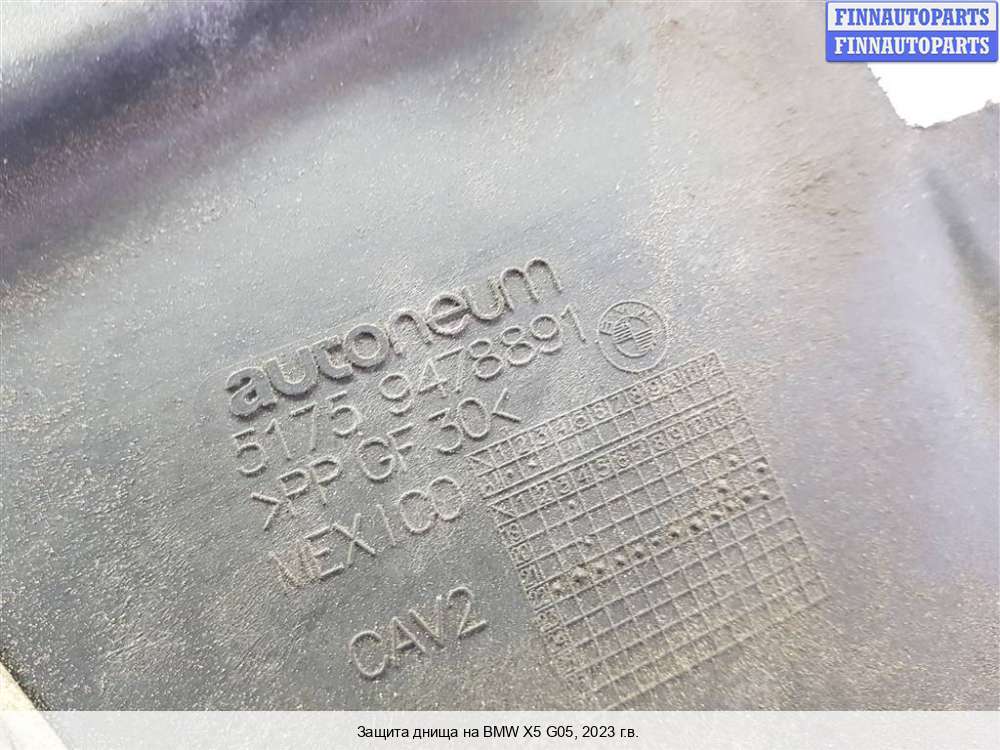 FINNAUTOPARTS
FINNAUTOPARTS
autoneum
5175 9478891
>PP GF 30<
MEXICO
CAV2
Защита днища на BMW X5 G05, 2023 г.в.